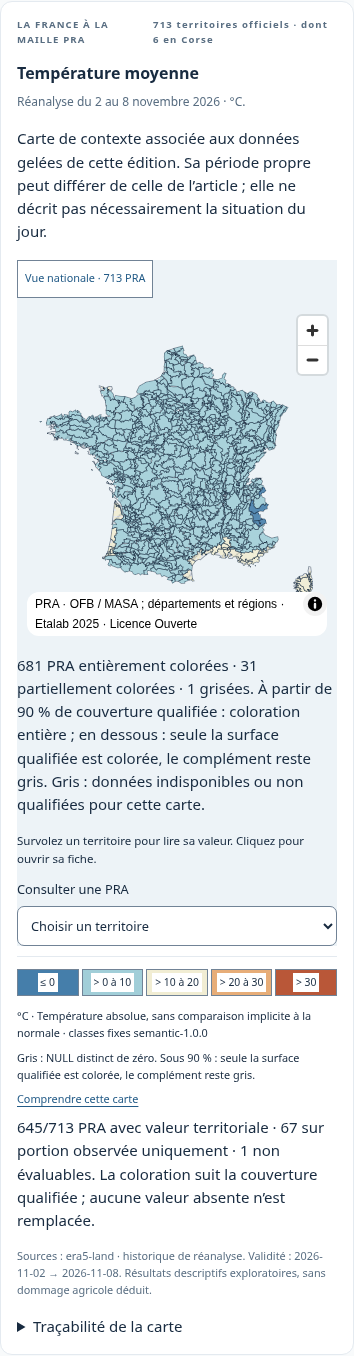 LA FRANCE À LA
MAILLE PRA
713 territoires officiels · dont
6 en Corse
Température moyenne
Réanalyse du 2 au 8 novembre 2026 · °C.
Carte de contexte associée aux données
gelées de cette édition. Sa période propre
peut différer de celle de l’article ; elle ne
décrit pas nécessairement la situation du
jour.
Vue nationale · 713 PRA
PRA · OFB / MASA ; départements et régions ·
Etalab 2025 · Licence Ouverte
681 PRA entièrement colorées · 31
partiellement colorées · 1 grisées. À partir de
90 % de couverture qualifiée : coloration
entière ; en dessous : seule la surface
qualifiée est colorée, le complément reste
gris. Gris : données indisponibles ou non
qualifiées pour cette carte.
Survolez un territoire pour lire sa valeur. Cliquez pour
ouvrir sa fiche.
Consulter une PRA
Choisir un territoire
≤ 0
> 0 à 10
> 10 à 20
> 20 à 30
> 30
°C · Température absolue, sans comparaison implicite à la
normale · classes fixes semantic-1.0.0
Gris : NULL distinct de zéro. Sous 90 % : seule la surface
qualifiée est colorée, le complément reste gris.
Comprendre cette carte
645/713 PRA avec valeur territoriale · 67 sur
portion observée uniquement · 1 non
évaluables. La coloration suit la couverture
qualifiée ; aucune valeur absente n’est
remplacée.
Sources : era5-land · historique de réanalyse. Validité : 2026-
11-02 → 2026-11-08. Résultats descriptifs exploratoires, sans
dommage agricole déduit.
Traçabilité de la carte